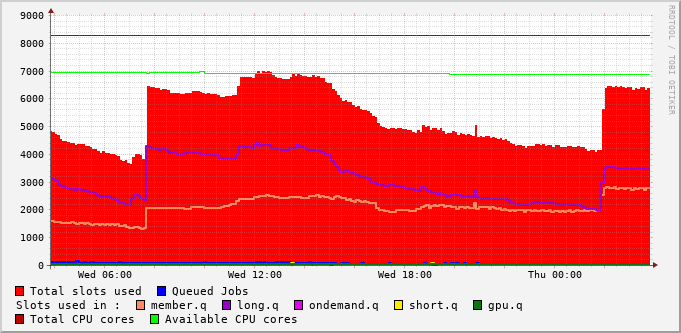 9000
8000
7000
6000
5000
4000
3000
2000
1000
0
Wed 06:00 Wed 12:00 Wed 18:00 Thu 00:00
RRDTOOL / TOBI OETIKER
Total slots used Queued Jobs
Slots used in : member.q long.q ondemand.q short.q gpu.q
Total CPU cores Available CPU cores